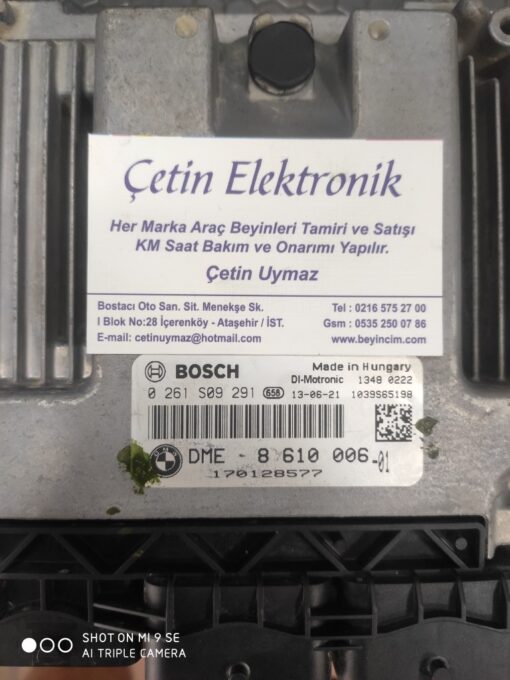 Çetin Elektronik
Her Marka Araç Beyinleri Tamiri ve Satışı
KM Saat Bakım ve Onarımı Yapılır.
Çetin Uymaz
Bostacı Oto San. Sit. Menekşe Sk.
I Blok No:28 İçerenköy - Ataşehir / İST.
E-mail: cetinuymaz@hotmail.com
Tel : 0216 575 27 00
Gsm : 0535 250 07 86
www.beyincim.com
BOSCH
Made in Hungary
DI-Motronic 1348 0222
0 261 S09 291 658 13-06-21 1039S65198
DME - 8 610 006-01
170128577
SHOT ON MI 9 SE
AI TRIPLE CAMERA